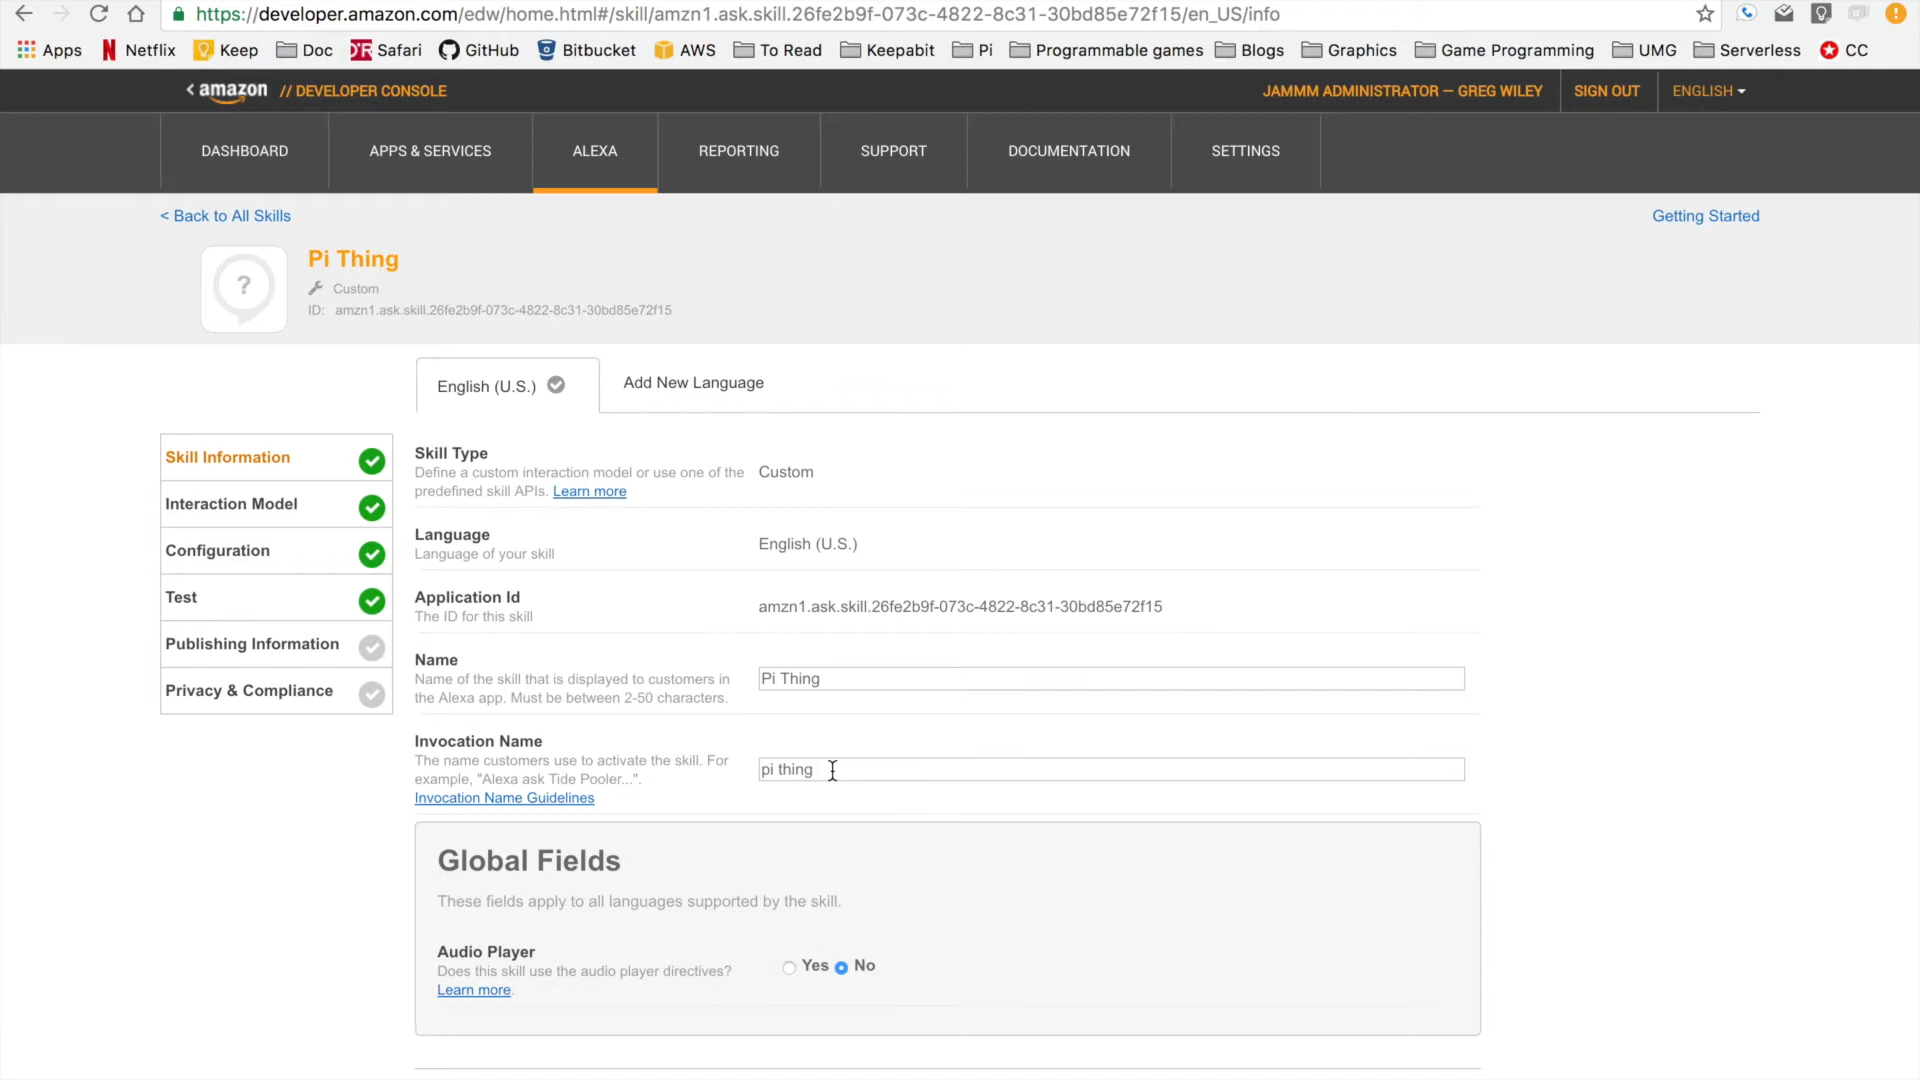 https://developer.amazon.com/edw/home.html#/skill/amzn1.ask.skill.26fe2b9f-073c-4822-8c31-30bd85e72f15/en_US/info
Apps Netflix Keep Doc Safari GitHub Bitbucket AWS To Read Keepabit Pi Programmable games Blogs Graphics Game Programming UMG Serverless CC
< amazon // DEVELOPER CONSOLE JAMMM ADMINISTRATOR — GREG WILEY SIGN OUT ENGLISH
DASHBOARD APPS & SERVICES ALEXA REPORTING SUPPORT DOCUMENTATION SETTINGS
< Back to All Skills Getting Started
Pi Thing
?
Custom
ID: amzn1.ask.skill.26fe2b9f-073c-4822-8c31-30bd85e72f15
English (U.S.) Add New Language
Skill Information
Interaction Model
Configuration
Test
Publishing Information
Privacy & Compliance
Skill Type
Define a custom interaction model or use one of the
predefined skill APIs. Learn more
Custom
Language
Language of your skill
English (U.S.)
Application Id
The ID for this skill
amzn1.ask.skill.26fe2b9f-073c-4822-8c31-30bd85e72f15
Name
Name of the skill that is displayed to customers in
the Alexa app. Must be between 2-50 characters.
Pi Thing
Invocation Name
The name customers use to activate the skill. For
example, "Alexa ask Tide Pooler...".
Invocation Name Guidelines
pi thing
Global Fields
These fields apply to all languages supported by the skill.
Audio Player
Does this skill use the audio player directives?
Learn more.
Yes No